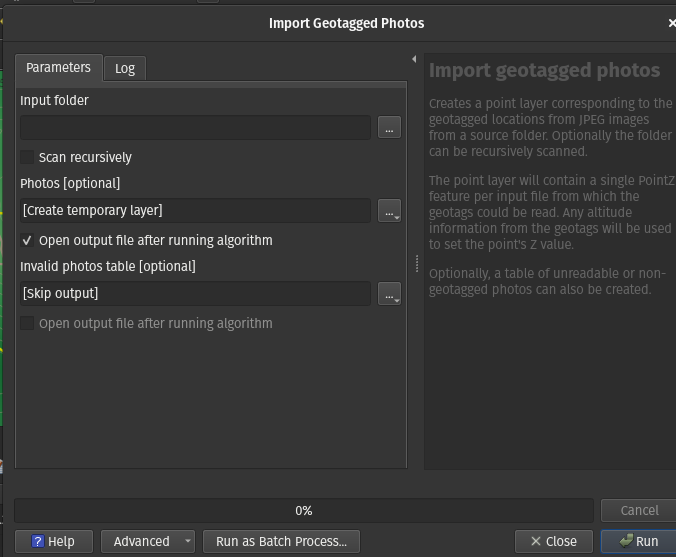 Import Geotagged Photos
Parameters
Log
Input folder
...
Scan recursively
Photos [optional]
[Create temporary layer]
...
Open output file after running algorithm
Invalid photos table [optional]
[Skip output]
...
Open output file after running algorithm
Import geotagged photos
Creates a point layer corresponding to the
geotagged locations from JPEG images
from a source folder. Optionally the folder
can be recursively scanned.
The point layer will contain a single PointZ
feature per input file from which the
geotags could be read. Any altitude
information from the geotags will be used
to set the point's Z value.
Optionally, a table of unreadable or non-
geotagged photos can also be created.
0%
Cancel
? Help
Advanced
Run as Batch Process...
Close
Run